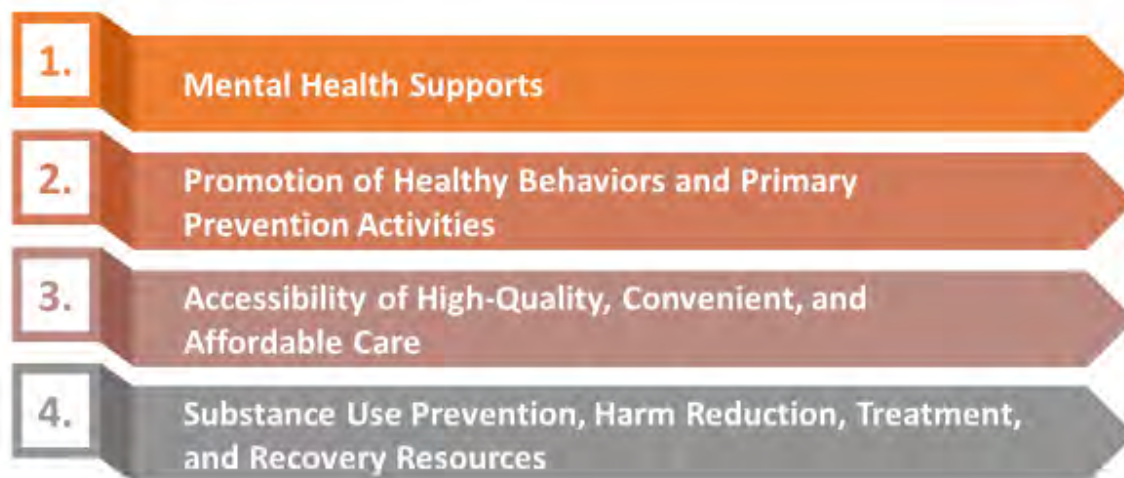 1.
Mental Health Supports
2.
Promotion of Healthy Behaviors and Primary
Prevention Activities
3.
Accessibility of High-Quality, Convenient, and
Affordable Care
4.
Substance Use Prevention, Harm Reduction, Treatment,
and Recovery Resources